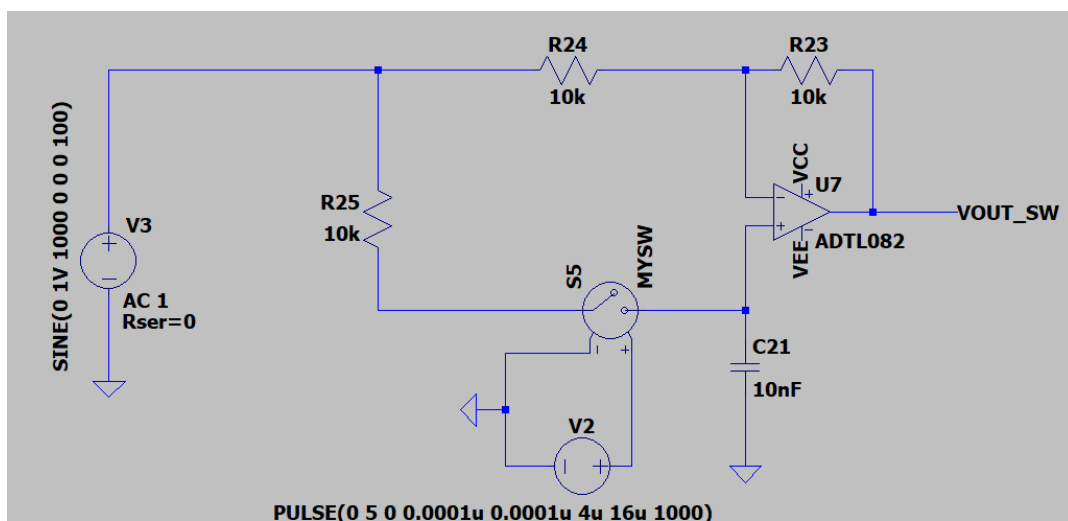 R24
10k
R23
10k
SINE(0 1V 1000 0 0 0 100)
V3
AC 1
Rser=0
R25
10k
VCC
U7
VEE
ADTL082
VOUT_SW
S5
MYSW
C21
10nF
V2
PULSE(0 5 0 0.0001u 0.0001u 4u 16u 1000)